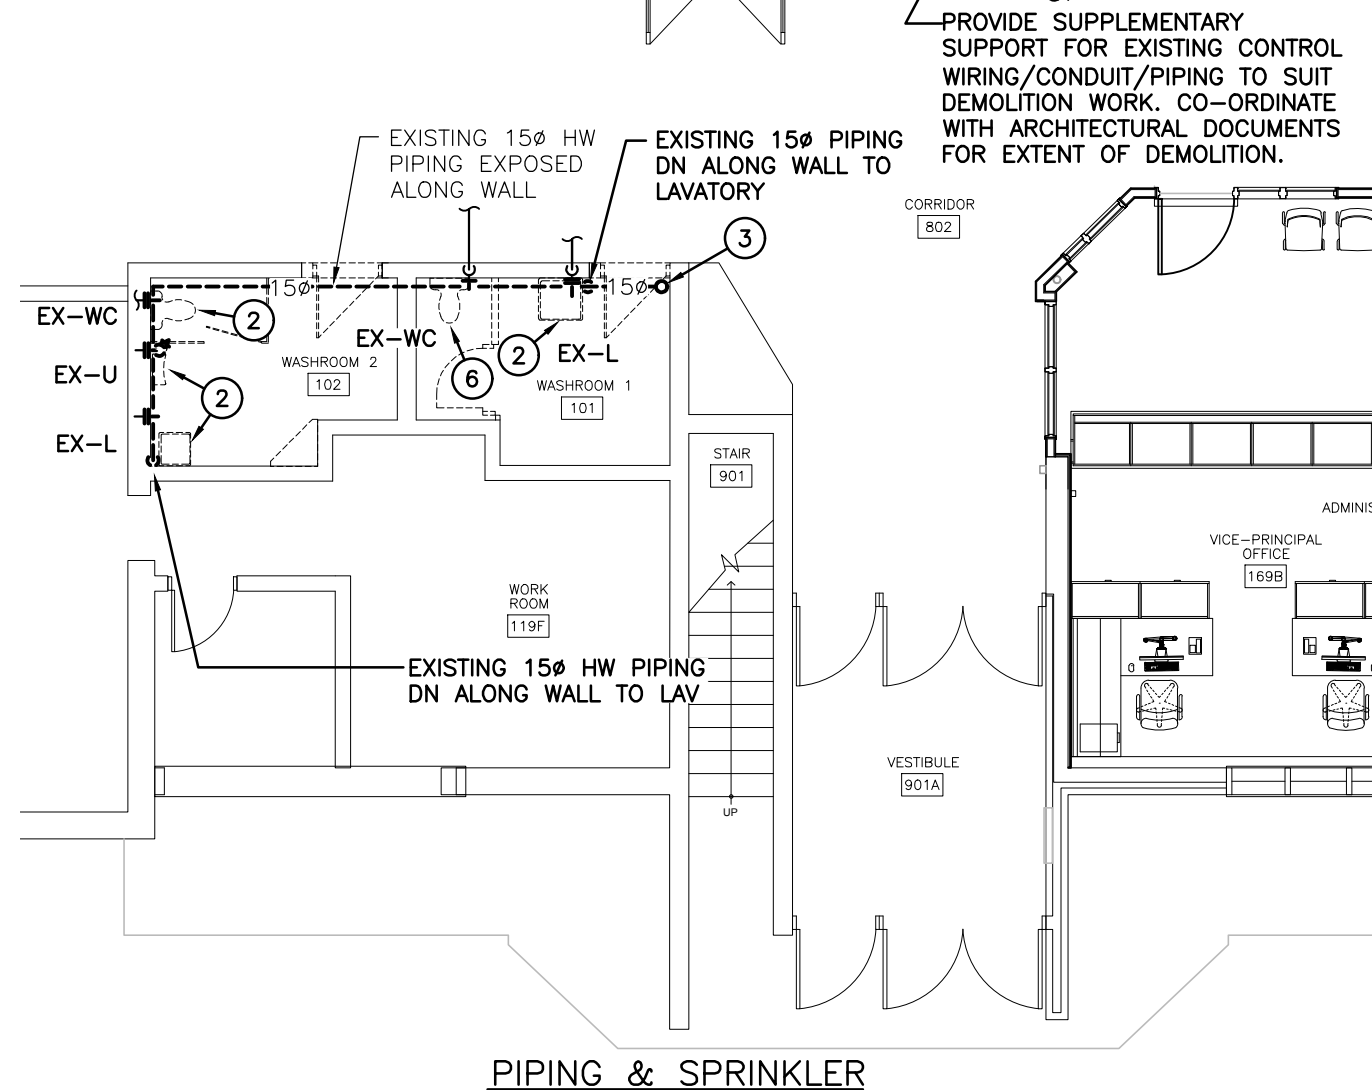 PROVIDE SUPPLEMENTARY
SUPPORT FOR EXISTING CONTROL
WIRING/CONDUIT/PIPING TO SUIT
DEMOLITION WORK. CO-ORDINATE
WITH ARCHITECTURAL DOCUMENTS
FOR EXTENT OF DEMOLITION.
EXISTING 15ø HW
PIPING EXPOSED
ALONG WALL
EXISTING 15ø PIPING
DN ALONG WALL TO
LAVATORY
CORRIDOR
802
3
15ø
15ø
EX-WC
2
EX-WC
2
EX-L
WASHROOM 2
102
EX-U
6
WASHROOM 1
101
2
EX-L
STAIR
901
VICE-PRINCIPAL
OFFICE
169B
WORK
ROOM
119F
EXISTING 15ø HW PIPING
DN ALONG WALL TO LAV
VESTIBULE
901A
UP
PIPING & SPRINKLER